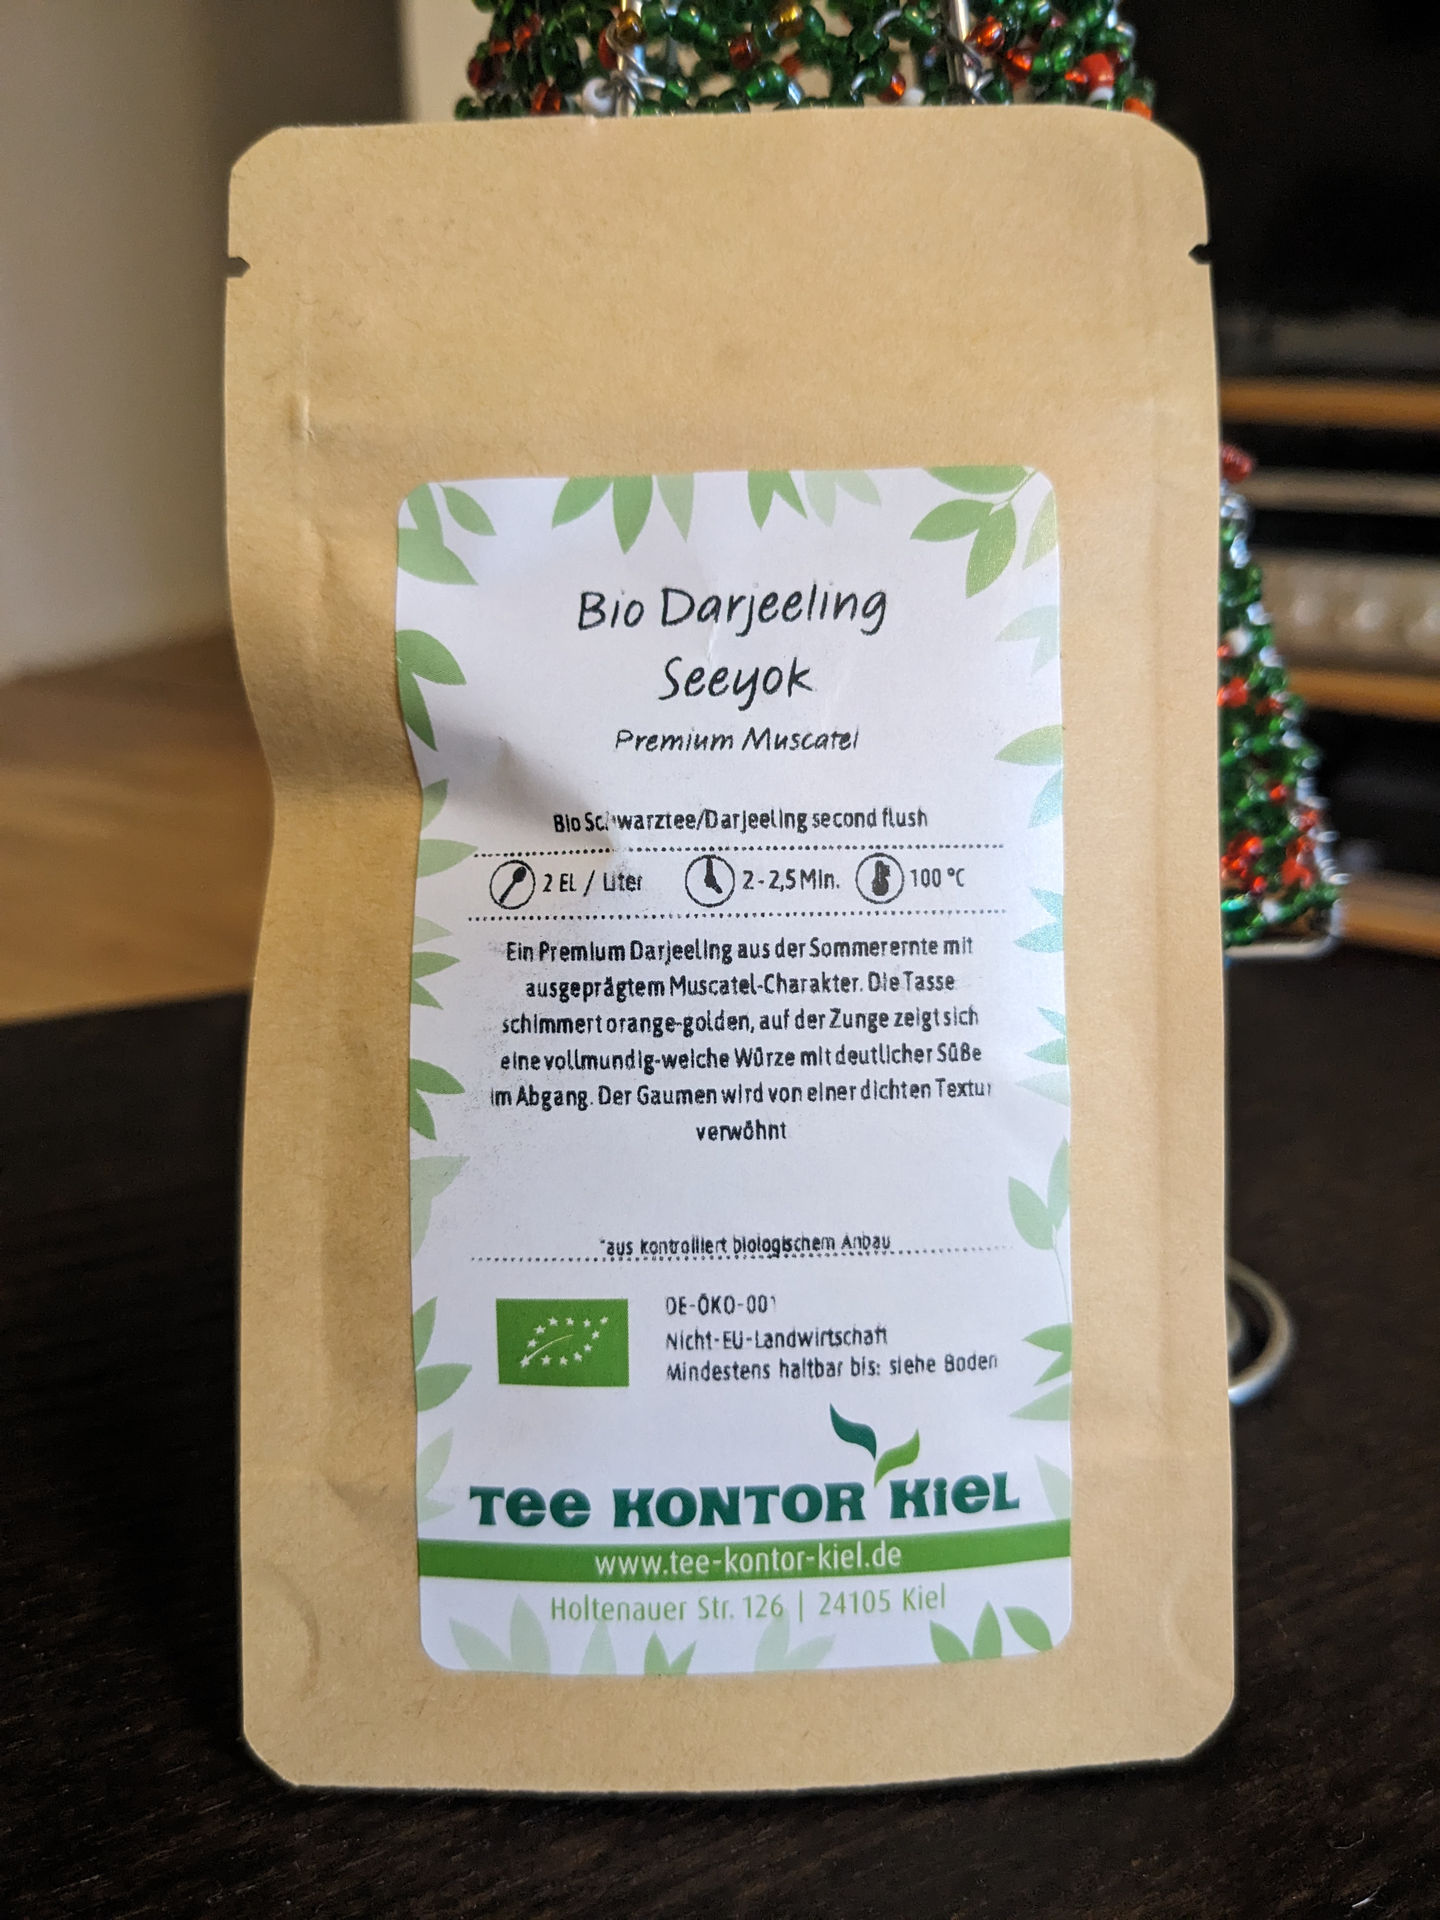 Bio Darjeeling
Seeyok
Premium Muscatel
Bio Schwarztee/Darjeeling second flush
2 EL / Liter 2-2,5 Min. 100 °C
Ein Premium Darjeeling aus der Sommerernte mit
ausgeprägtem Muscatel-Charakter. Die Tasse
schimmert orange-golden, auf der Zunge zeigt sich
eine vollmundig-weiche Würze mit deutlicher Süße
im Abgang. Der Gaumen wird von einer dichten Textur
verwöhnt
*aus kontrolliert biologischem Anbau
DE-ÖKO-001
Nicht-EU-Landwirtschaft
Mindestens haltbar bis: siehe Boden
Tee Kontor Kiel
www.tee-kontor-kiel.de
Holtenauer Str. 126 | 24105 Kiel